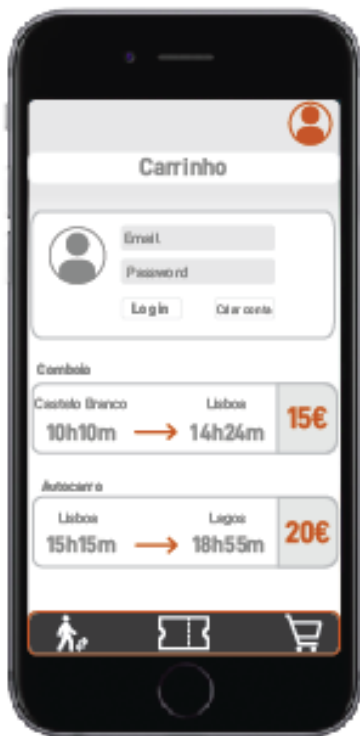 Carrinho
Email
Password
Login Criar conta
Comboio
Castelo Branco Lisboa 15€
10h10m 14h24m
Autocarro
Lisboa Lagos 20€
15h15m 18h55m